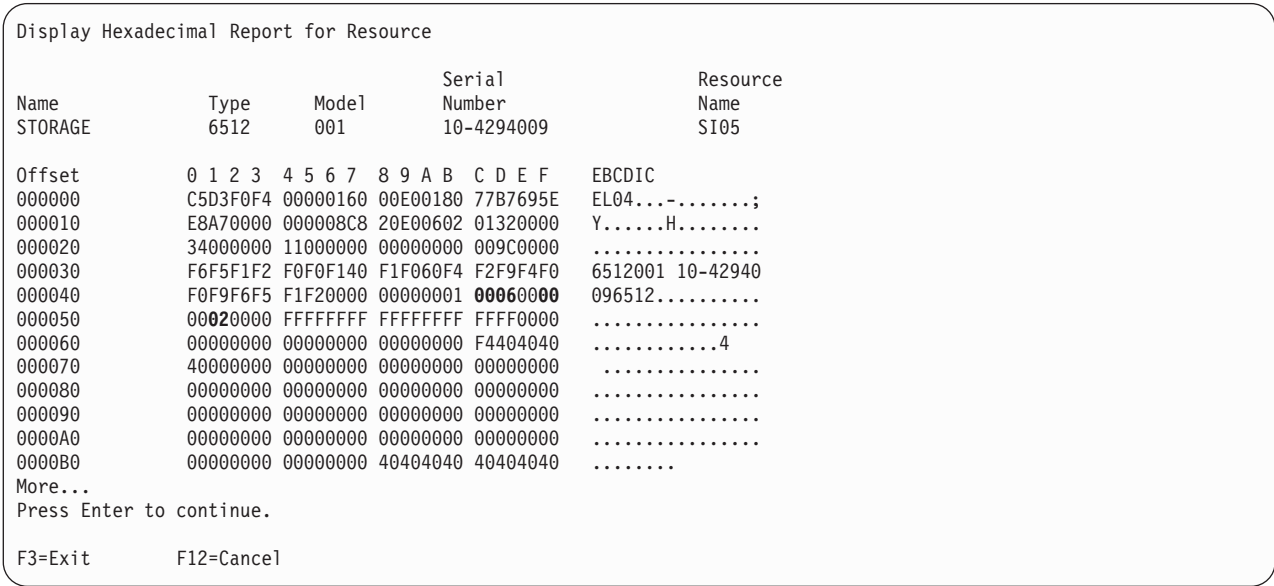 Display Hexadecimal Report for Resource
Serial Resource
Name Type Model Number Name
STORAGE 6512 001 10-4294009 SI05
Offset 0 1 2 3 4 5 6 7 8 9 A B C D E F EBCDIC
000000 C5D3F0F4 00000160 00E00180 77B7695E EL04...-.......;
000010 E8A70000 000008C8 20E00602 01320000 Y......H........
000020 34000000 11000000 00000000 009C0000 ................
000030 F6F5F1F2 F0F0F140 F1F060F4 F2F9F4F0 6512001 10-42940
000040 F0F9F6F5 F1F20000 00000001 00060000 096512..........
000050 00020000 FFFFFFFF FFFFFFFF FFFF0000 ................
000060 00000000 00000000 00000000 F4404040 ............4
000070 40000000 00000000 00000000 00000000 ...............
000080 00000000 00000000 00000000 00000000 ................
000090 00000000 00000000 00000000 00000000 ................
0000A0 00000000 00000000 00000000 00000000 ................
0000B0 00000000 00000000 40404040 40404040 ........
More...
Press Enter to continue.
F3=Exit F12=Cancel